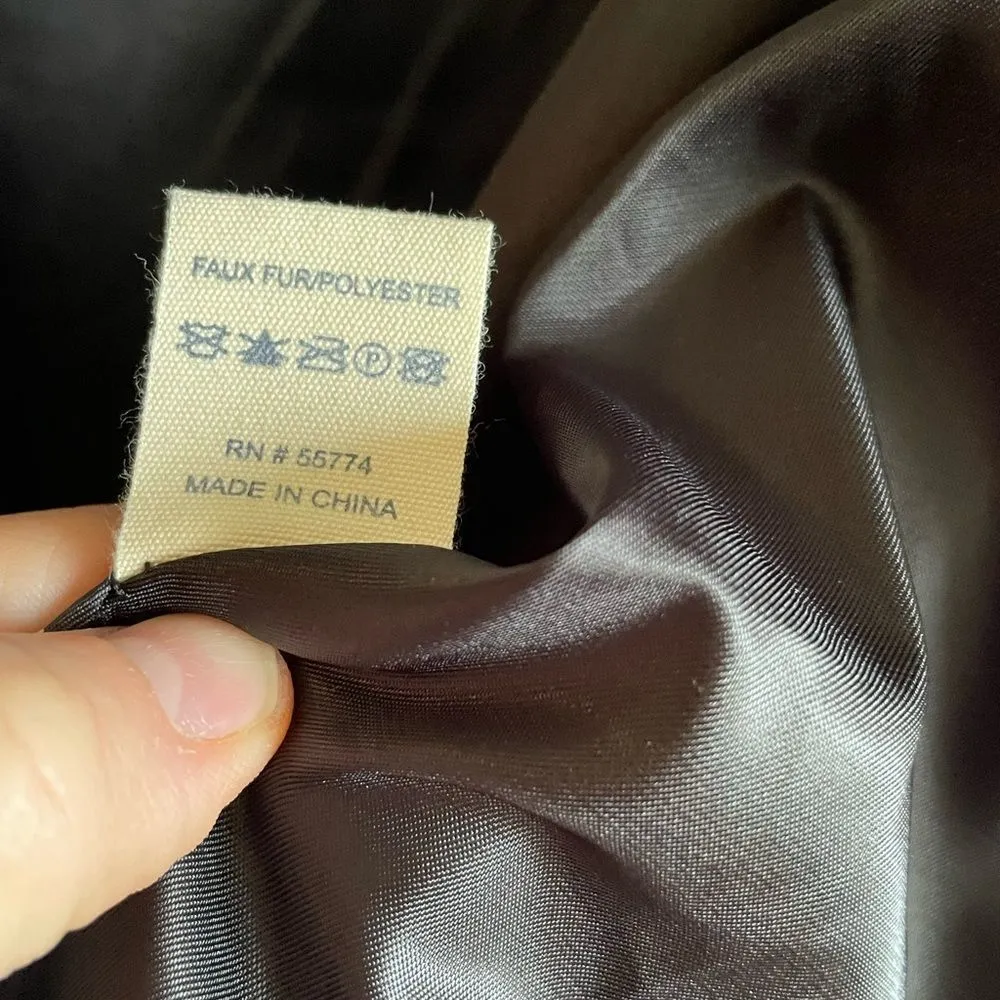 FAUX FUR/POLYESTER
P
RN # 55774
MADE IN CHINA